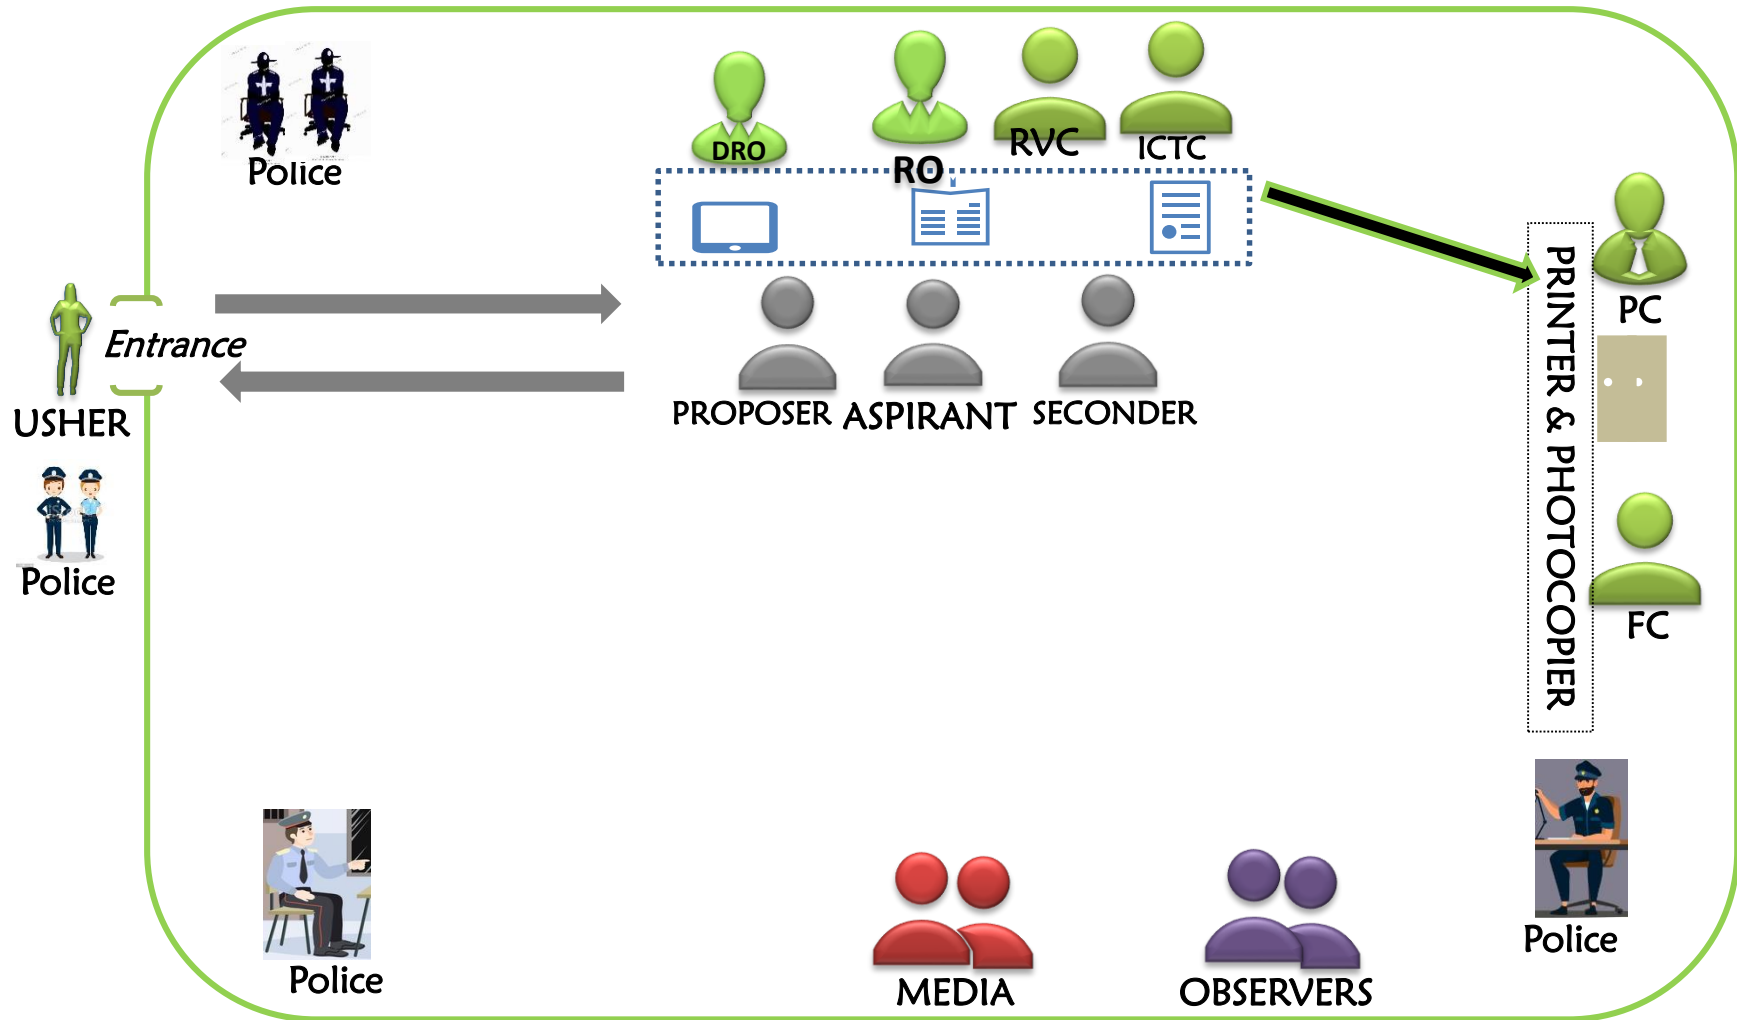 DRO
RO
RVC
ICTC
Police
PC
Entrance
USHER
PROPOSER
ASPIRANT
SECONDER
PRINTER & PHOTOCOPIER
Police
FC
Police
MEDIA
OBSERVERS
Police